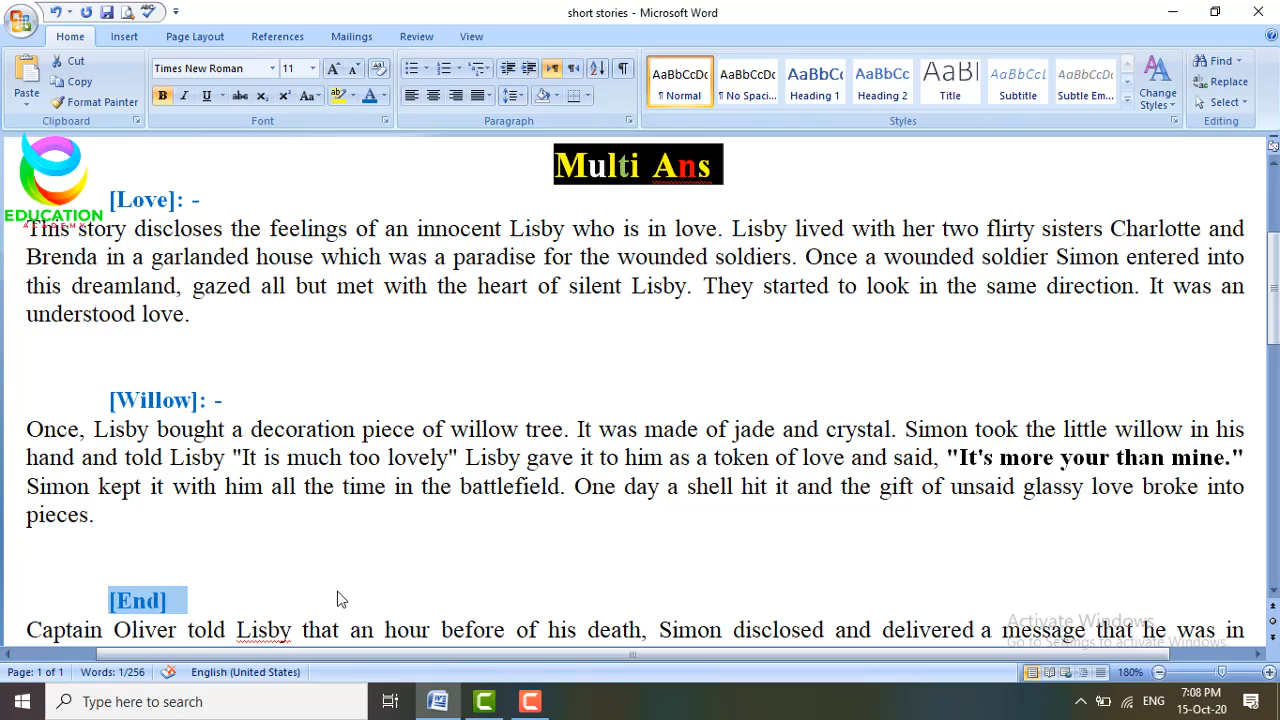 short stories - Microsoft Word
Home Insert Page Layout References Mailings Review View
Paste
Cut
Copy
Format Painter
Clipboard
Times New Roman 11
Font
Paragraph
AaBbCcDc AaBbCcDc AaBbCc AaBbCc AaBl AaBbCcL AaBbCcDc
¶ Normal ¶ No Spaci... Heading 1 Heading 2 Title Subtitle Subtle Em...
Change Styles
Styles
Find
Replace
Select
Editing
EDUCATION
ACADEMY
Multi Ans
[Love]: -
This story discloses the feelings of an innocent Lisby who is in love. Lisby lived with her two flirty sisters Charlotte and
Brenda in a garlanded house which was a paradise for the wounded soldiers. Once a wounded soldier Simon entered into
this dreamland, gazed all but met with the heart of silent Lisby. They started to look in the same direction. It was an
understood love.
[Willow]: -
Once, Lisby bought a decoration piece of willow tree. It was made of jade and crystal. Simon took the little willow in his
hand and told Lisby "It is much too lovely" Lisby gave it to him as a token of love and said, "It's more your than mine."
Simon kept it with him all the time in the battlefield. One day a shell hit it and the gift of unsaid glassy love broke into
pieces.
[End]
Captain Oliver told Lisby that an hour before of his death, Simon disclosed and delivered a message that he was in
Activate Windows
Go to Settings to activate Windows.
Page: 1 of 1 Words: 1/256 English (United States) 180%
Type here to search
ENG
7:08 PM
15-Oct-20